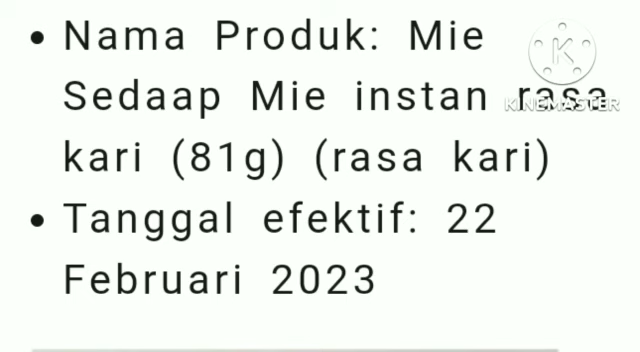 • Nama Produk: Mie
Sedaap Mie instan rasa
kari (81g) (rasa kari)
• Tanggal efektif: 22
Februari 2023
K
KINEMASTER